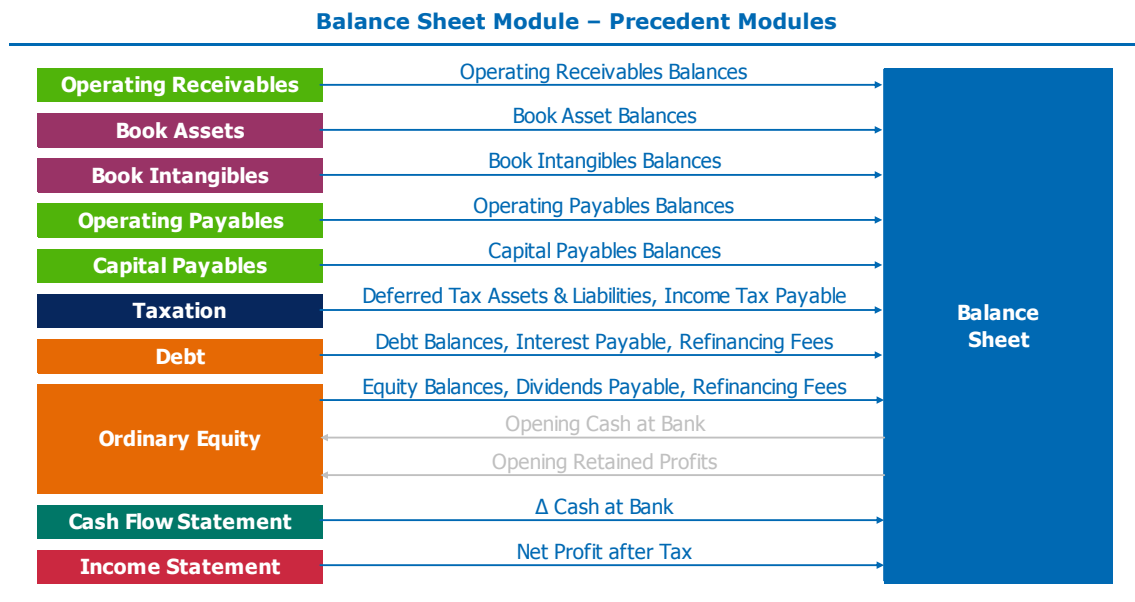 Balance Sheet Module – Precedent Modules
Operating Receivables
Operating Receivables Balances
Book Assets
Book Asset Balances
Book Intangibles
Book Intangibles Balances
Operating Payables
Operating Payables Balances
Capital Payables
Capital Payables Balances
Taxation
Deferred Tax Assets & Liabilities, Income Tax Payable
Debt
Debt Balances, Interest Payable, Refinancing Fees
Ordinary Equity
Equity Balances, Dividends Payable, Refinancing Fees
Opening Cash at Bank
Opening Retained Profits
Cash Flow Statement
Δ Cash at Bank
Income Statement
Net Profit after Tax
Balance
Sheet